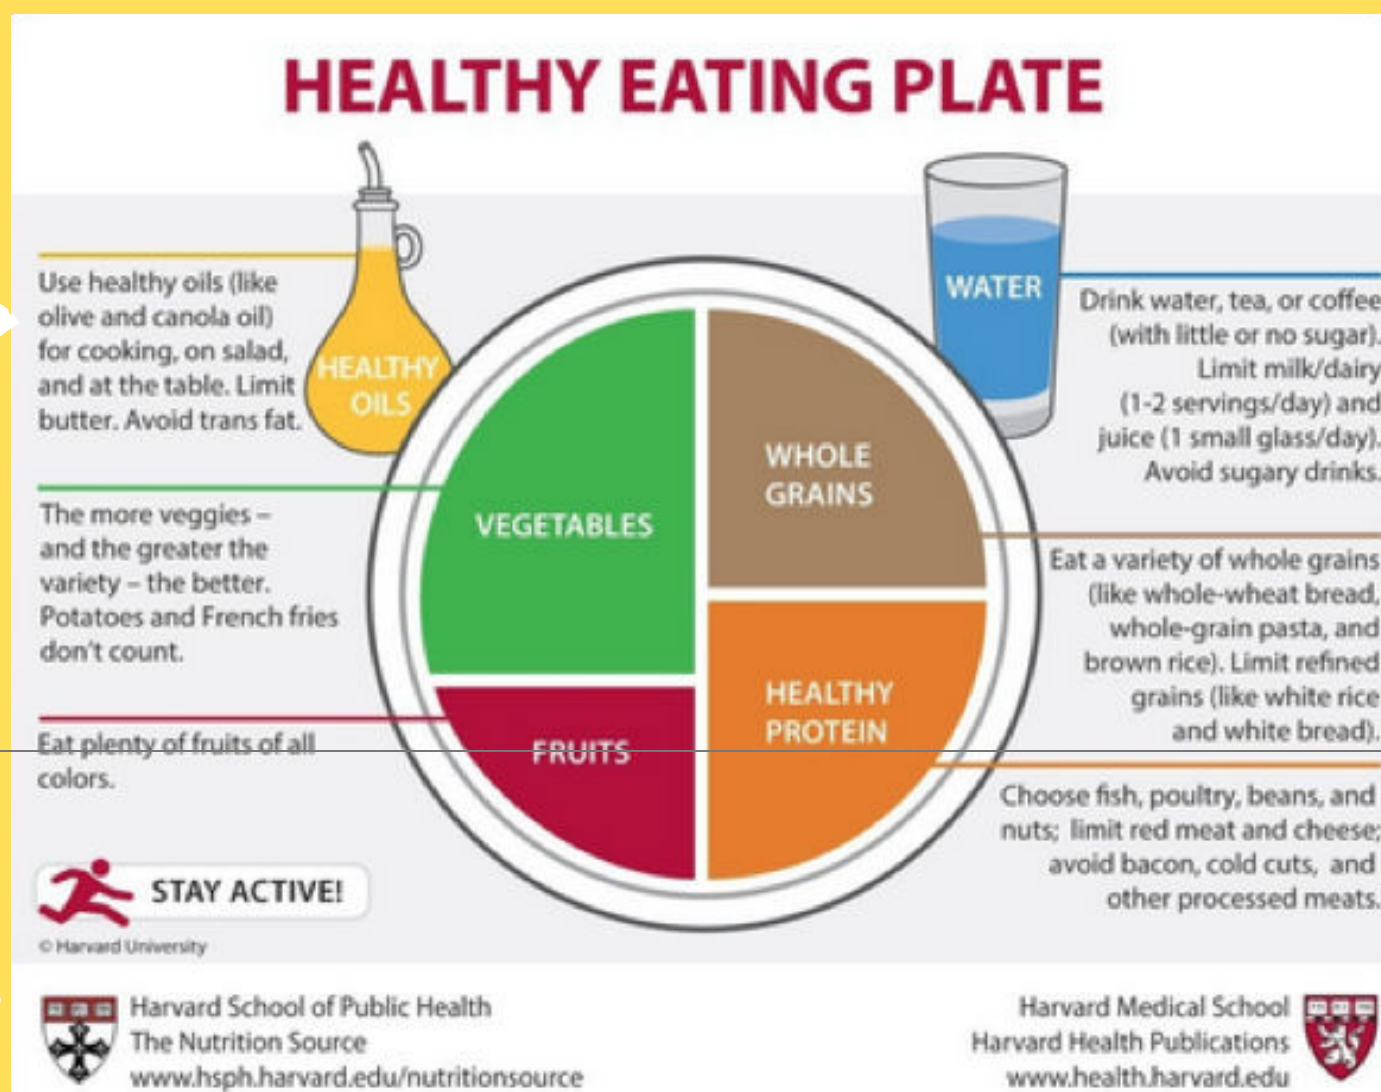 HEALTHY EATING PLATE
Use healthy oils (like
olive and canola oil)
for cooking, on salad,
and at the table. Limit
butter. Avoid trans fat.
HEALTHY
OILS
The more veggies –
and the greater the
variety – the better.
Potatoes and French fries
don't count.
Eat plenty of fruits of all
colors.
VEGETABLES
FRUITS
WHOLE
GRAINS
HEALTHY
PROTEIN
WATER
Drink water, tea, or coffee
(with little or no sugar).
Limit milk/dairy
(1-2 servings/day) and
juice (1 small glass/day).
Avoid sugary drinks.
Eat a variety of whole grains
(like whole-wheat bread,
whole-grain pasta, and
brown rice). Limit refined
grains (like white rice
and white bread).
Choose fish, poultry, beans, and
nuts; limit red meat and cheese;
avoid bacon, cold cuts, and
other processed meats.
STAY ACTIVE!
© Harvard University
Harvard School of Public Health
The Nutrition Source
www.hsph.harvard.edu/nutritionsource
Harvard Medical School
Harvard Health Publications
www.health.harvard.edu